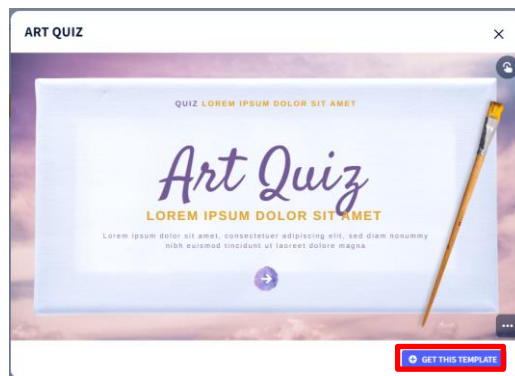 ART QUIZ
QUIZ LOREM IPSUM DOLOR SIT AMET
Art Quiz
LOREM IPSUM DOLOR SIT AMET
Lorem ipsum dolor sit amet, consectetuer adipiscing elit, sed diam nonummy
nibh euismod tincidunt ut laoreet dolore magna
GET THIS TEMPLATE